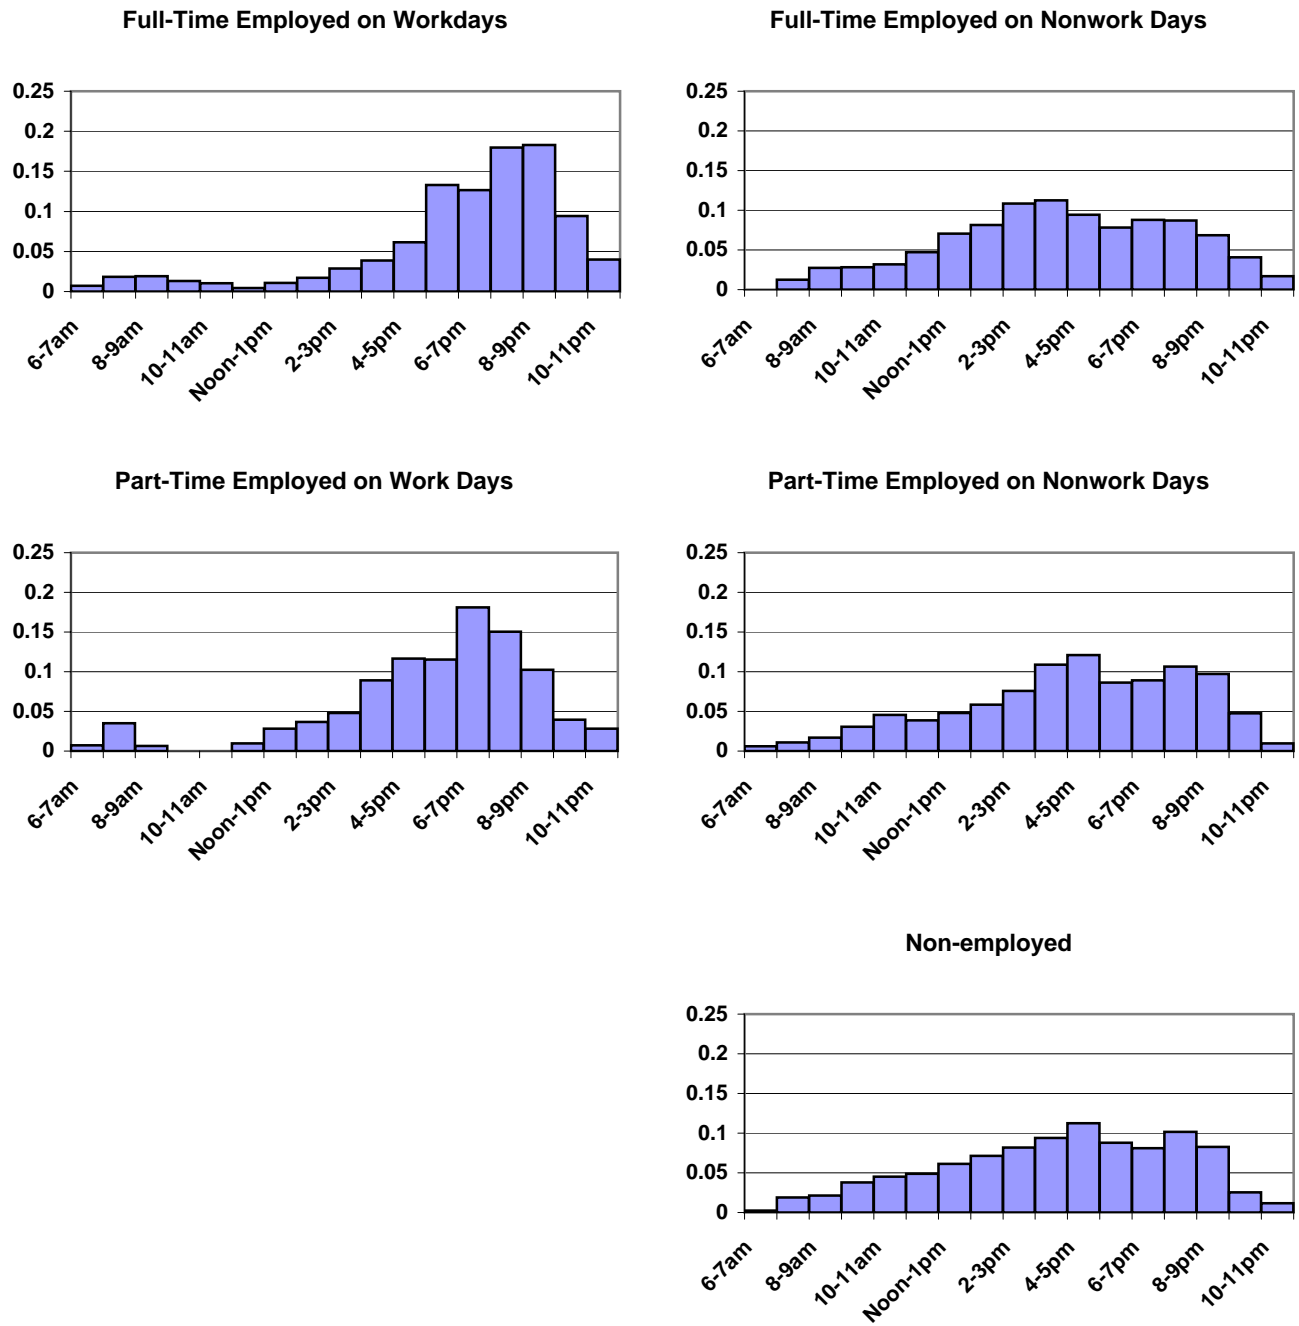 Full-Time Employed on Workdays
0.25
0.2
0.15
0.1
0.05
0
6-7am
8-9am
10-11am
Noon-1pm
2-3pm
4-5pm
6-7pm
8-9pm
10-11pm
Full-Time Employed on Nonwork Days
0.25
0.2
0.15
0.1
0.05
0
6-7am
8-9am
10-11am
Noon-1pm
2-3pm
4-5pm
6-7pm
8-9pm
10-11pm
Part-Time Employed on Work Days
0.25
0.2
0.15
0.1
0.05
0
6-7am
8-9am
10-11am
Noon-1pm
2-3pm
4-5pm
6-7pm
8-9pm
10-11pm
Part-Time Employed on Nonwork Days
0.25
0.2
0.15
0.1
0.05
0
6-7am
8-9am
10-11am
Noon-1pm
2-3pm
4-5pm
6-7pm
8-9pm
10-11pm
Non-employed
0.25
0.2
0.15
0.1
0.05
0
6-7am
8-9am
10-11am
Noon-1pm
2-3pm
4-5pm
6-7pm
8-9pm
10-11pm